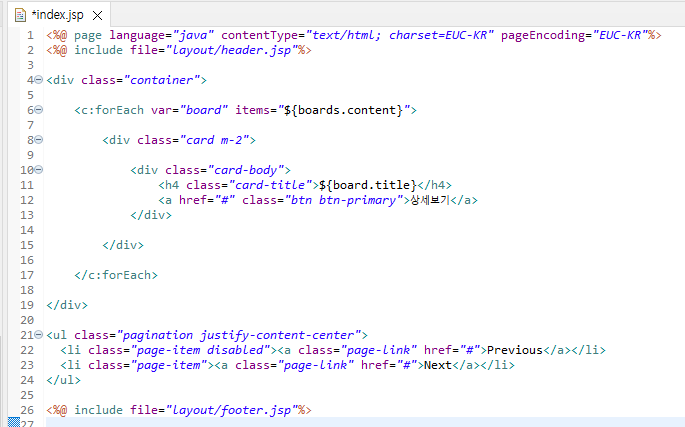 *index.jsp
1 <%@ page language="java" contentType="text/html; charset=EUC-KR" pageEncoding="EUC-KR"%>
2 <%@ include file="layout/header.jsp"%>
3
4 <div class="container">
5
6 <c:forEach var="board" items="${boards.content}">
7
8 <div class="card m-2">
9
10 <div class="card-body">
11 <h4 class="card-title">${board.title}</h4>
12 <a href="#" class="btn btn-primary">상세보기</a>
13 </div>
14
15 </div>
16
17 </c:forEach>
18
19 </div>
20
21 <ul class="pagination justify-content-center">
22 <li class="page-item disabled"><a class="page-link" href="#">Previous</a></li>
23 <li class="page-item"><a class="page-link" href="#">Next</a></li>
24 </ul>
25
26 <%@ include file="layout/footer.jsp"%>
27